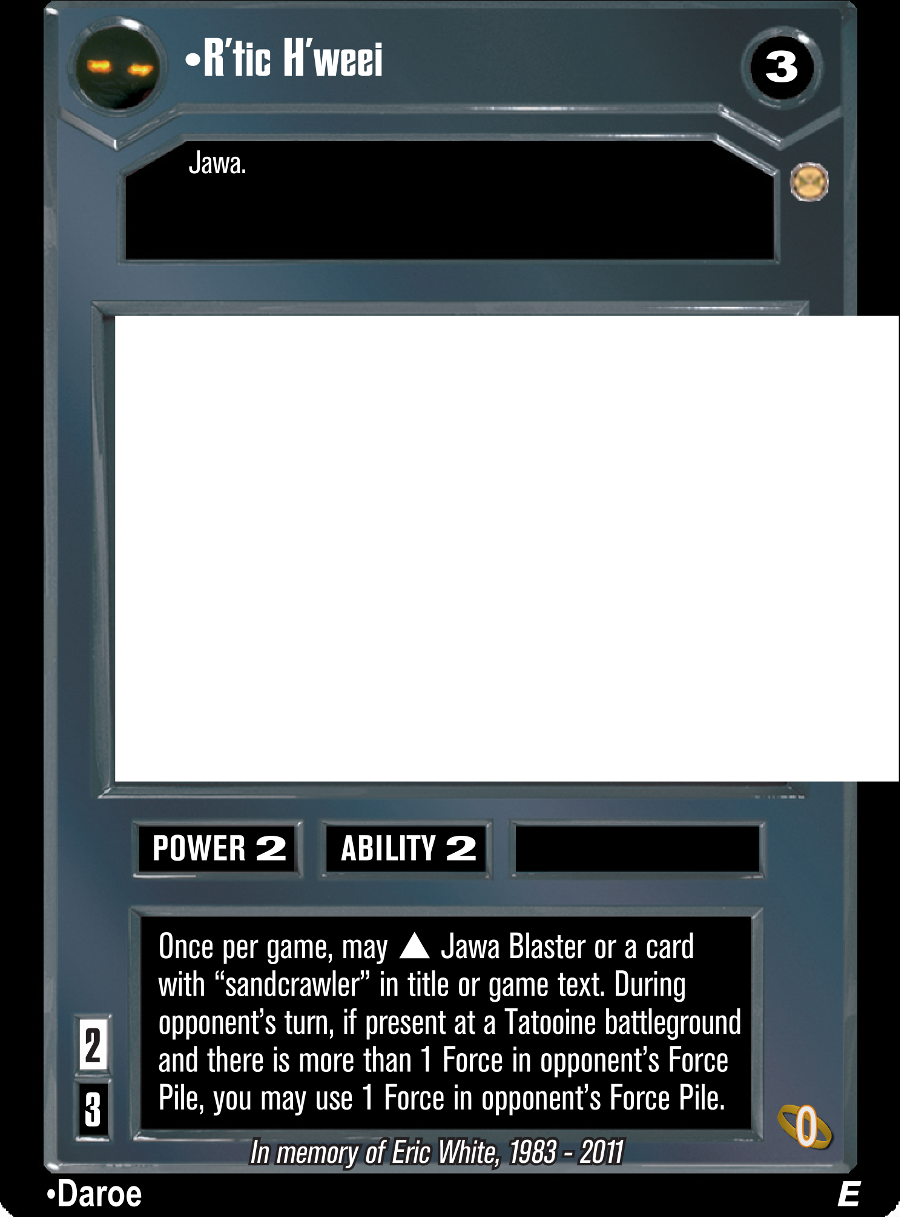 •R'tic H'weei
3
Jawa.
POWER 2
ABILITY 2
Once per game, may ▲ Jawa Blaster or a card
with “sandcrawler” in title or game text. During
opponent’s turn, if present at a Tatooine battleground
and there is more than 1 Force in opponent’s Force
Pile, you may use 1 Force in opponent’s Force Pile.
2
3
0
In memory of Eric White, 1983 - 2011
•Daroe
E